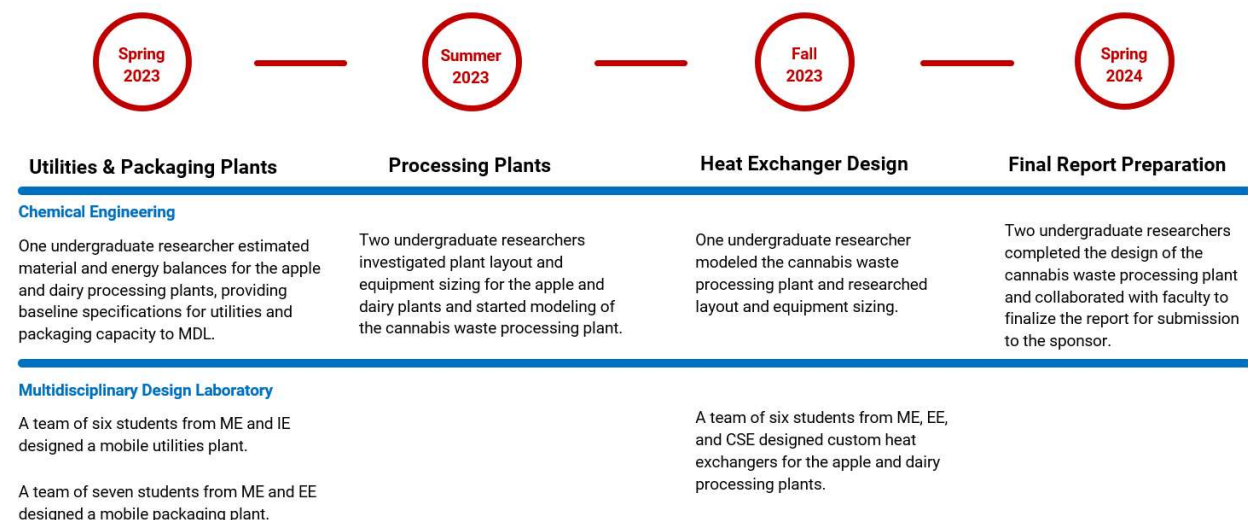 Spring
2023
Summer
2023
Fall
2023
Spring
2024
Utilities & Packaging Plants
Processing Plants
Heat Exchanger Design
Final Report Preparation
Chemical Engineering
One undergraduate researcher estimated
material and energy balances for the apple
and dairy processing plants, providing
baseline specifications for utilities and
packaging capacity to MDL.
Two undergraduate researchers
investigated plant layout and
equipment sizing for the apple and
dairy plants and started modeling of
the cannabis waste processing plant.
One undergraduate researcher
modeled the cannabis waste
processing plant and researched
layout and equipment sizing.
Two undergraduate researchers
completed the design of the
cannabis waste processing plant
and collaborated with faculty to
finalize the report for submission
to the sponsor.
Multidisciplinary Design Laboratory
A team of six students from ME and IE
designed a mobile utilities plant.
A team of seven students from ME and EE
designed a mobile packaging plant.
A team of six students from ME, EE,
and CSE designed custom heat
exchangers for the apple and dairy
processing plants.